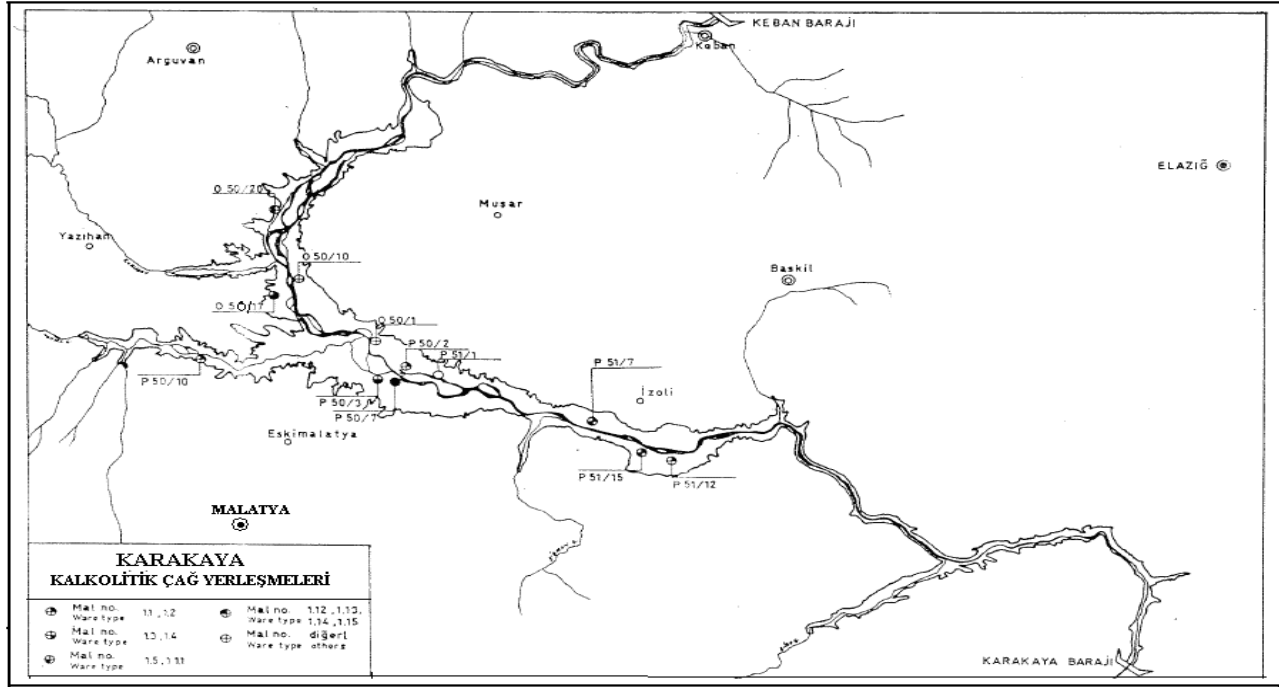 KEBAN BARAJI
Keban
Arguvan
ELAZIĞ
O 50/20
Muşar
Yazıhan
O 50/10
Baskil
O 50/17
O 50/1
P 50/2
P 51/1
P 51/7
P 50/10
İzoli
P 50/3
P 50/7
Eskimalatya
P 51/15
P 51/12
MALATYA
KARAKAYA
KALKOLİTİK ÇAĞ YERLEŞMELERİ
Mal no. 1.1 , 1.2
Ware type
Mal no. 1.3 , 1.4
Ware type
Mal no. 1.5 , 1.11
Ware type
Mal no. 1.12 , 1.13,
Ware type 1.14 , 1.15
Mal no. diğerl
Ware type others
KARAKAYA BARAJI